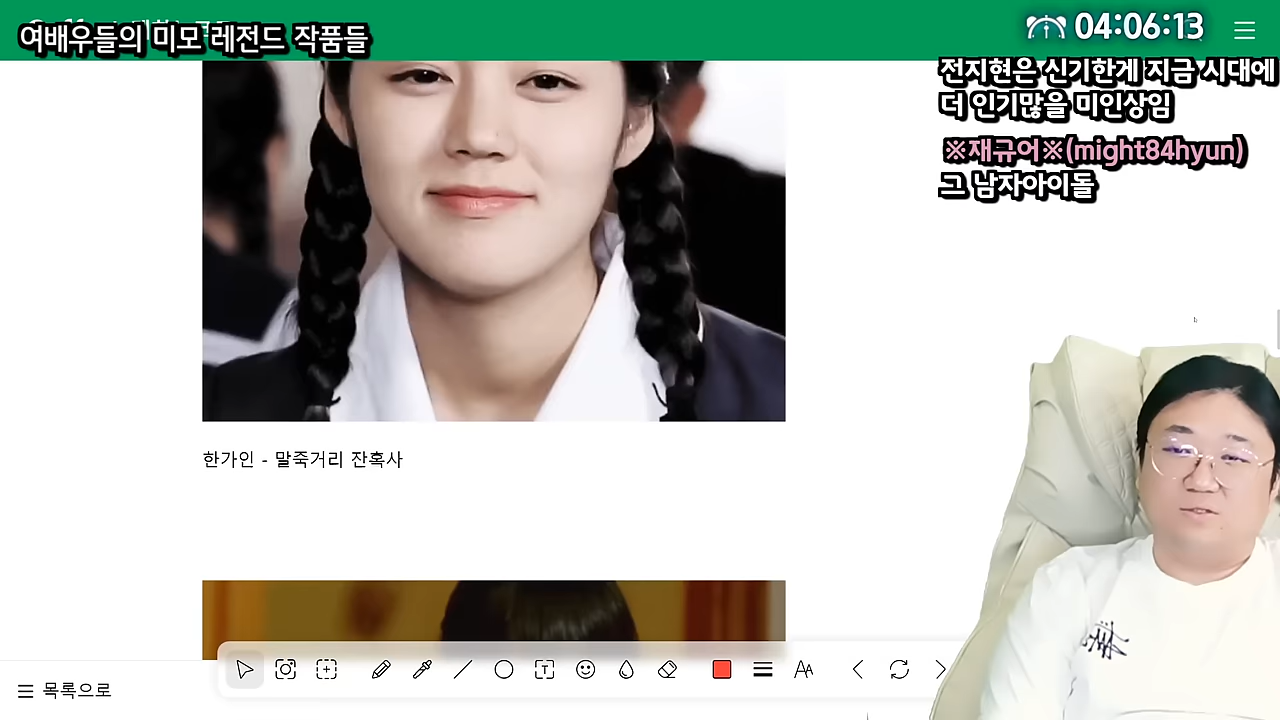 여배우들의 미모 레전드 작품들
04:06:13
전지현은 신기한게 지금 시대에
더 인기많을 미인상임
※재규어※(might84hyun)
그 남자아이돌
한가인 - 말죽거리 잔혹사
목록으로